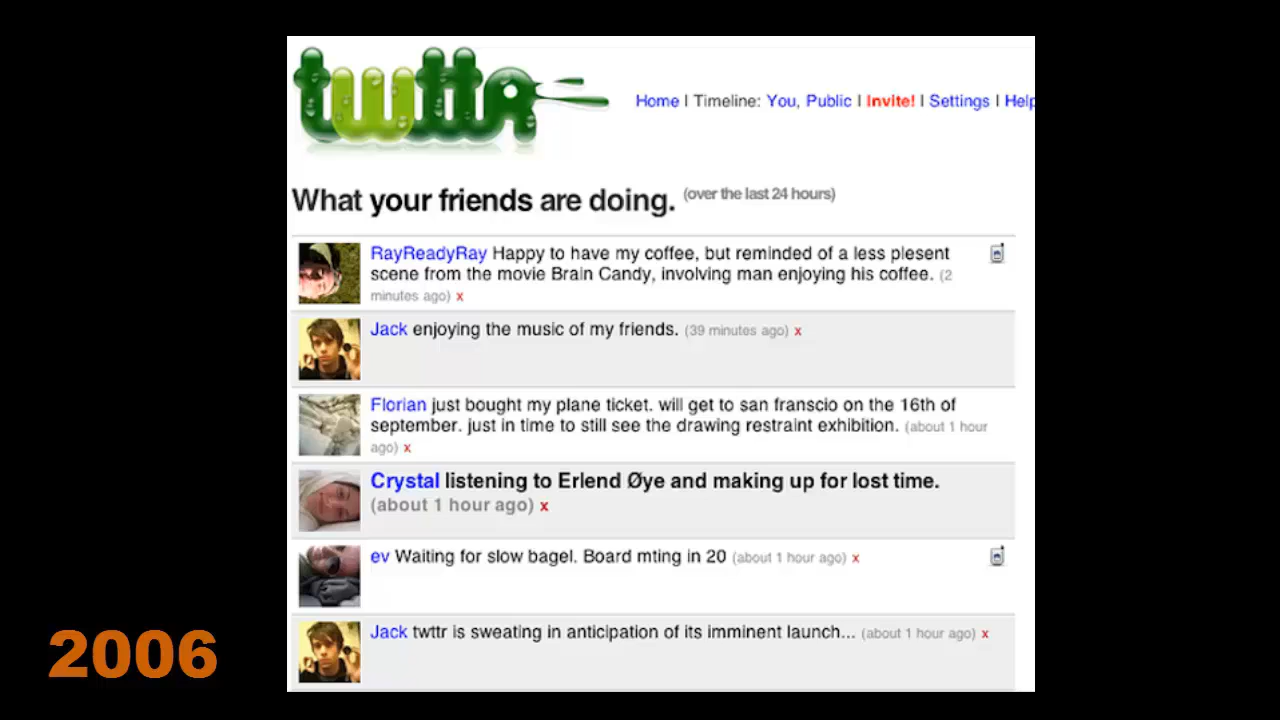 twttr
Home | Timeline: You, Public | Invite! | Settings | Help
What your friends are doing. (over the last 24 hours)
RayReadyRay Happy to have my coffee, but reminded of a less plesent
scene from the movie Brain Candy, involving man enjoying his coffee. (2
minutes ago) x
Jack enjoying the music of my friends. (39 minutes ago) x
Florian just bought my plane ticket. will get to san franscio on the 16th of
september. just in time to still see the drawing restraint exhibition. (about 1 hour
ago) x
Crystal listening to Erlend Øye and making up for lost time.
(about 1 hour ago) x
ev Waiting for slow bagel. Board mting in 20 (about 1 hour ago) x
Jack twttr is sweating in anticipation of its imminent launch... (about 1 hour ago) x
2006